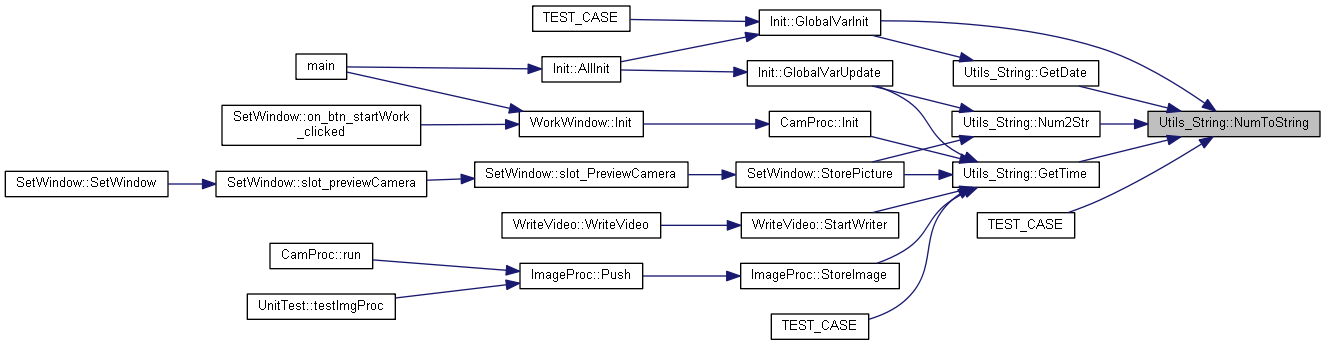 TEST_CASE
Init::GlobalVarInit
main
Init::AllInit
Init::GlobalVarUpdate
Utils_String::GetDate
SetWindow::on_btn_startWork
_clicked
WorkWindow::Init
CamProc::Init
Utils_String::Num2Str
Utils_String::NumToString
SetWindow::SetWindow
SetWindow::slot_previewCamera
SetWindow::slot_PreviewCamera
SetWindow::StorePicture
Utils_String::GetTime
WriteVideo::WriteVideo
WriteVideo::StartWriter
TEST_CASE
CamProc::run
ImageProc::Push
ImageProc::StoreImage
UnitTest::testImgProc
TEST_CASE